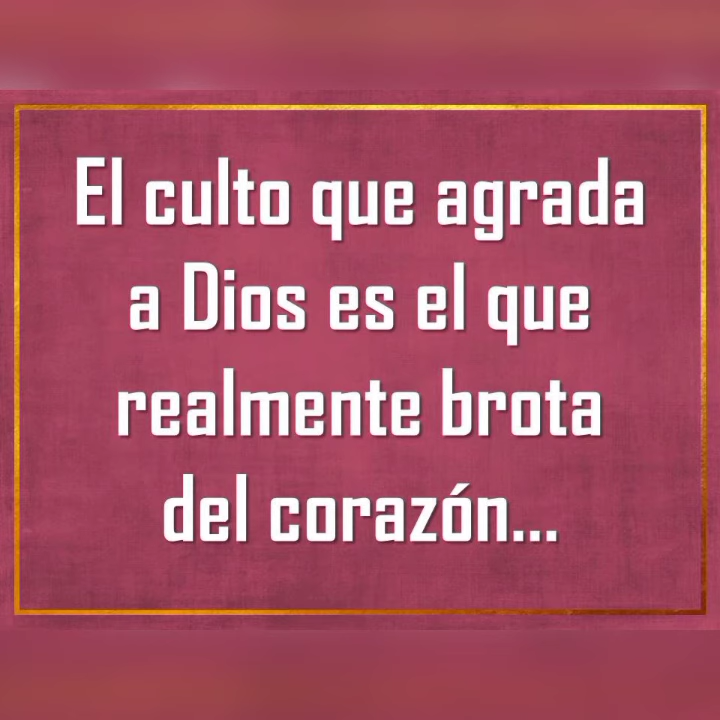 El culto que agrada
a Dios es el que
realmente brota
del corazón...